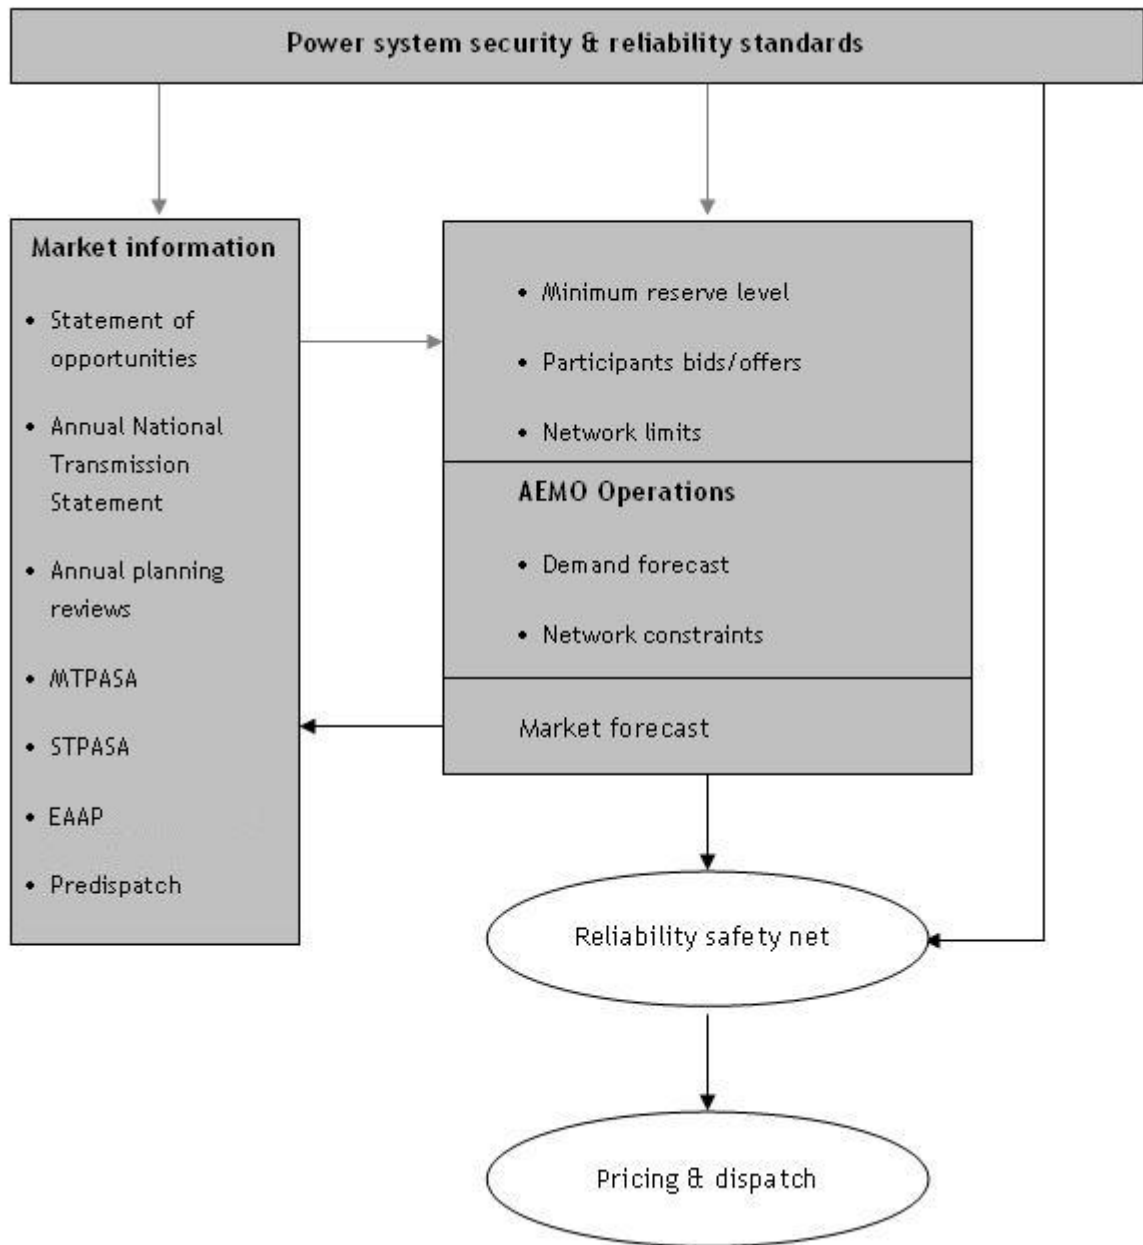 Power system security & reliability standards
Market information
• Statement of
opportunities
• Annual National
Transmission
Statement
• Annual planning
reviews
• MTPASA
• STPASA
• EAAP
• Predispatch
• Minimum reserve level
• Participants bids/offers
• Network limits
AEMO Operations
• Demand forecast
• Network constraints
Market forecast
Reliability safety net
Pricing & dispatch